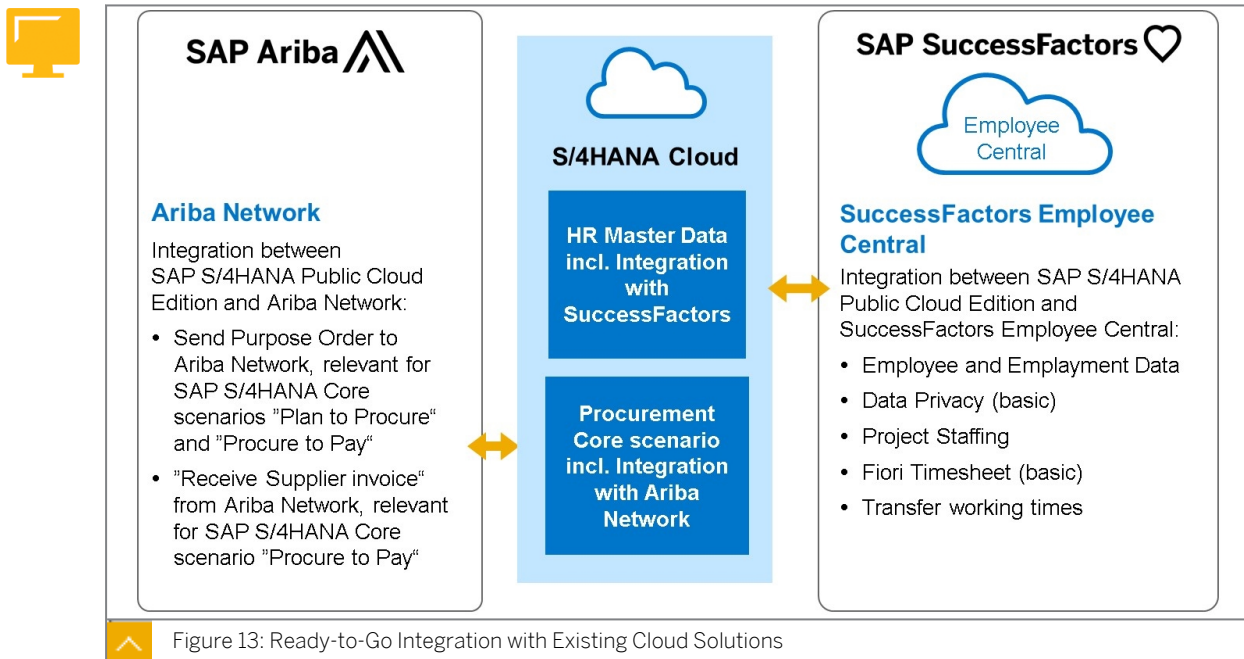 SAP Ariba
Ariba Network
Integration between
SAP S/4HANA Public Cloud
Edition and Ariba Network:
• Send Purpose Order to
Ariba Network, relevant for
SAP S/4HANA Core
scenarios ”Plan to Procure“
and ”Procure to Pay“
• ”Receive Supplier invoice“
from Ariba Network, relevant
for SAP S/4HANA Core
scenario ”Procure to Pay“
S/4HANA Cloud
HR Master Data
incl. Integration
with
SuccessFactors
Procurement
Core scenario
incl. Integration
with Ariba
Network
SAP SuccessFactors
Employee
Central
SuccessFactors Employee
Central
Integration between SAP S/4HANA
Public Cloud Edition and
SuccessFactors Employee Central:
• Employee and Emplayment Data
• Data Privacy (basic)
• Project Staffing
• Fiori Timesheet (basic)
• Transfer working times
Figure 13: Ready-to-Go Integration with Existing Cloud Solutions